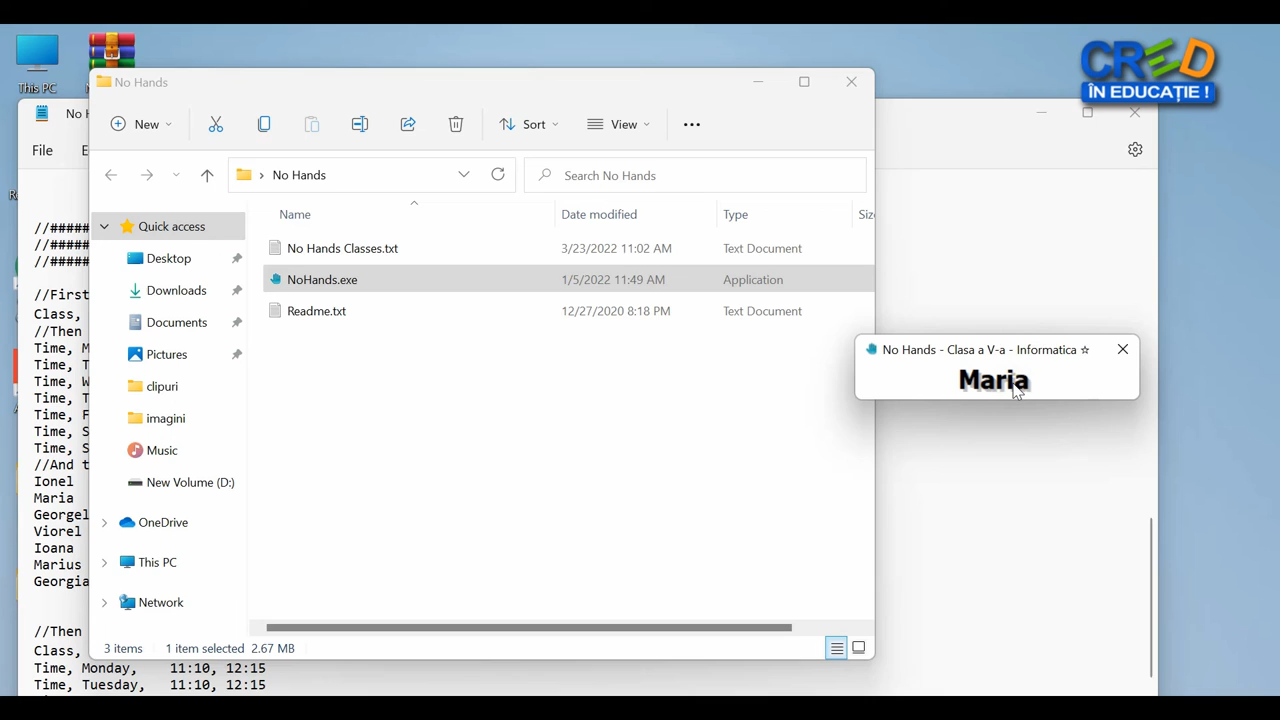 This PC
CRED
ÎN EDUCAȚIE !
No Hands
New
Sort
View
No Hands
Search No Hands
File
Name
Date modified
Type
Quick access
No Hands Classes.txt
3/23/2022 11:02 AM
Text Document
Desktop
NoHands.exe
1/5/2022 11:49 AM
Application
Downloads
Readme.txt
12/27/2020 8:18 PM
Text Document
Documents
Pictures
clipuri
imagini
Music
New Volume (D:)
OneDrive
This PC
Network
3 items
1 item selected
2.67 MB
No Hands - Clasa a V-a - Informatica ☆
Maria
//#####
//#####
//#####
//First
Class,
//Then
Time, M
Time, T
Time, W
Time, T
Time, F
Time, S
Time, S
//And t
Ionel
Maria
George
Viorel
Ioana
Marius
Georgia
//Then
Class,
Time, Monday, 11:10, 12:15
Time, Tuesday, 11:10, 12:15